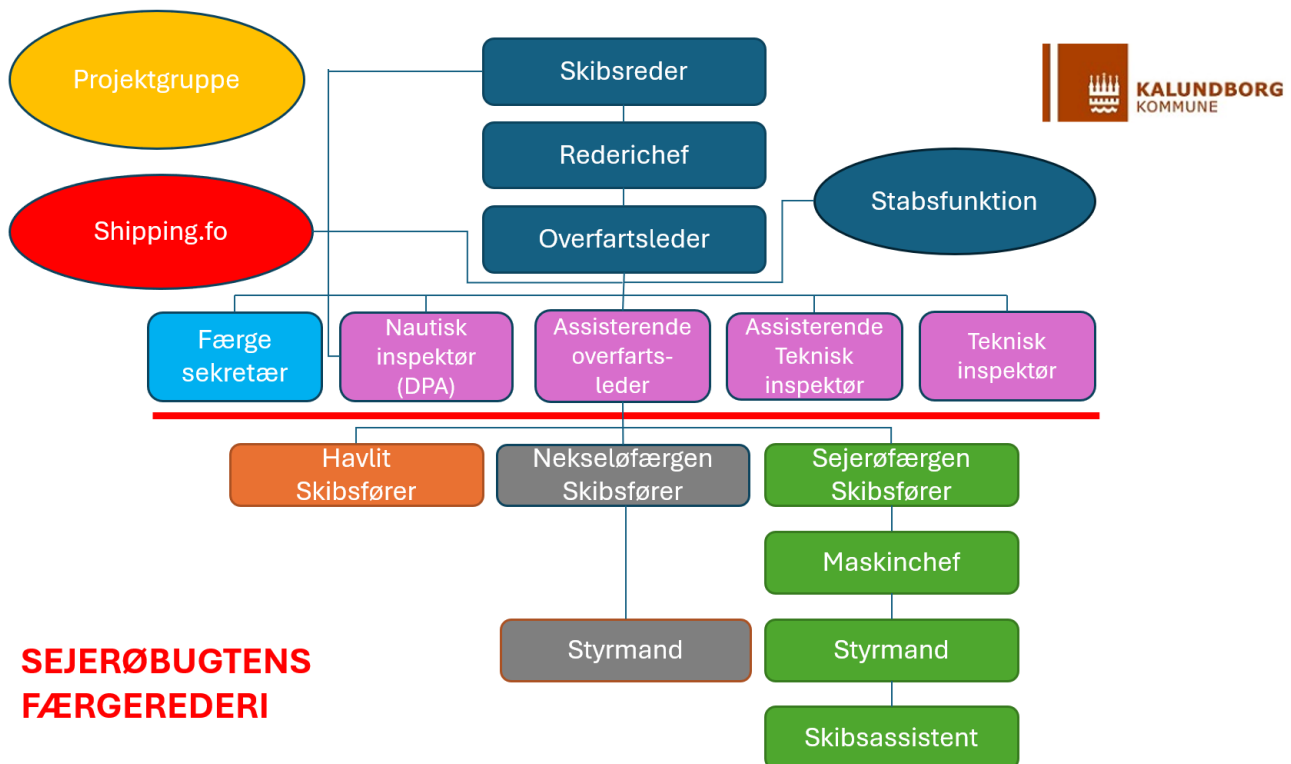 Projektgruppe
Skibsreder
KALUNDBORG
KOMMUNE
Rederichef
Shipping.fo
Overfartsleder
Stabsfunktion
Færge
sekretær
Nautisk
inspektør
(DPA)
Assisterende
overfarts-
leder
Assisterende
Teknisk
inspektør
Teknisk
inspektør
Havlit
Skibsfører
Nekseløfærgen
Skibsfører
Sejerøfærgen
Skibsfører
Maskinchef
Styrmand
Styrmand
Skibsassistent
SEJERØBUGTENS
FÆRGEREDERI